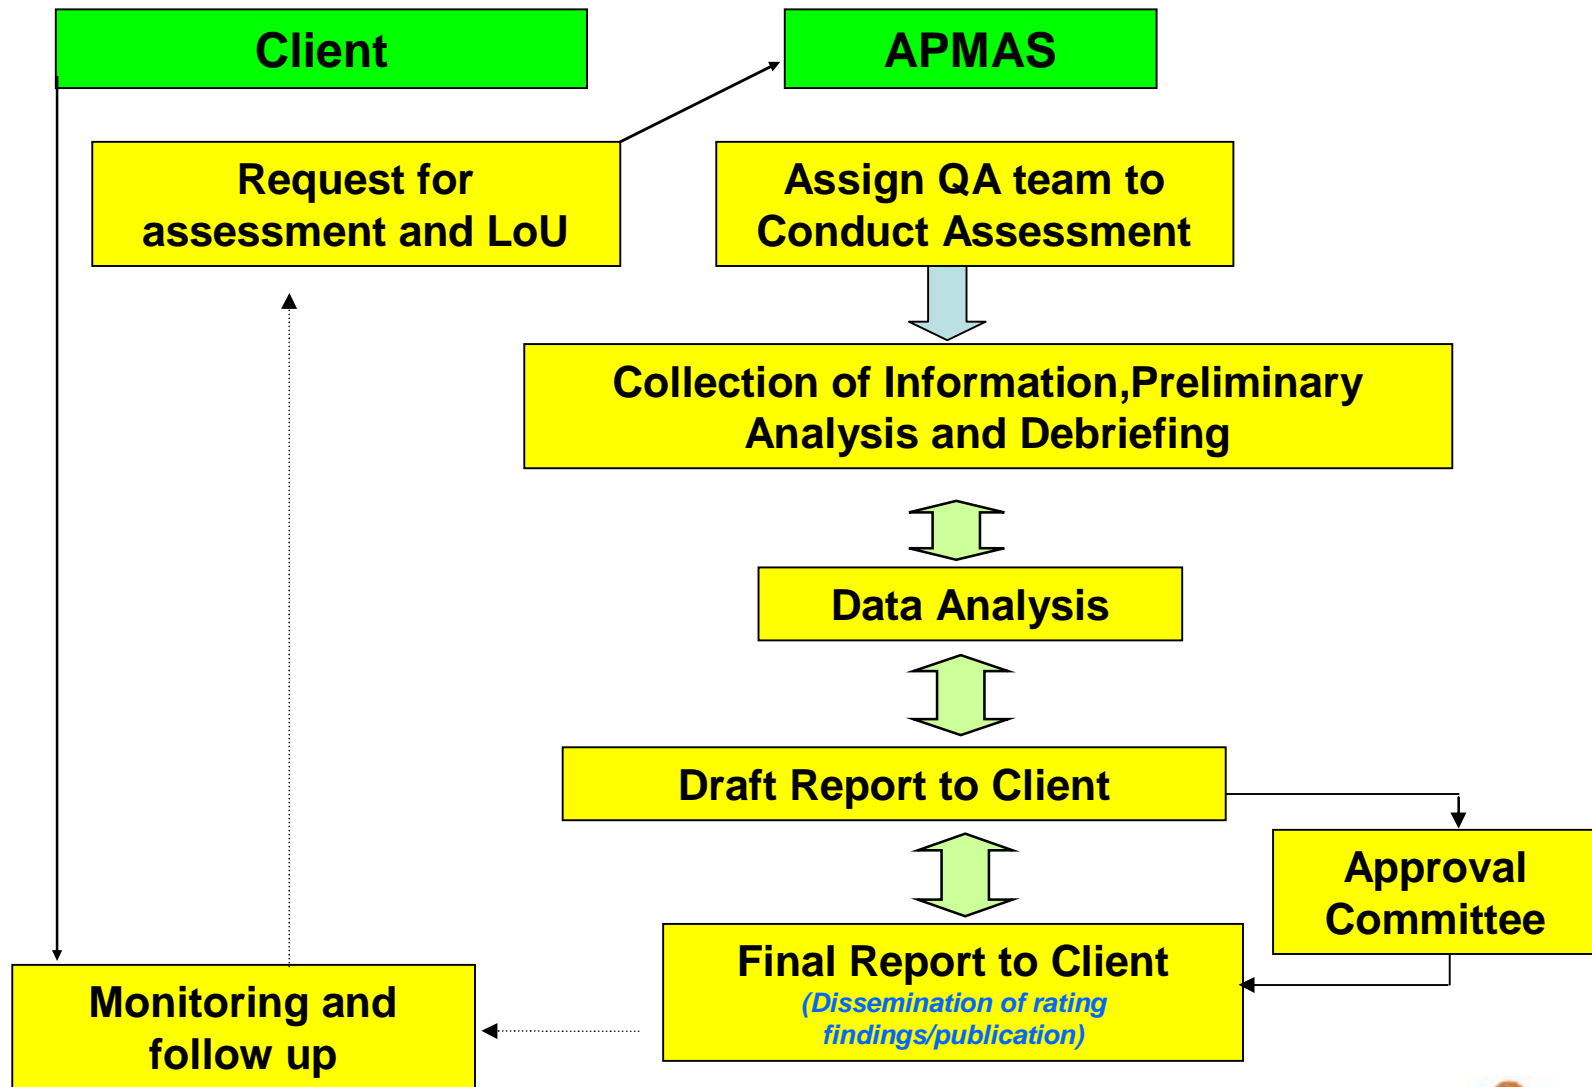 Client
APMAS
Request for
assessment and LoU
Assign QA team to
Conduct Assessment
Collection of Information,Preliminary
Analysis and Debriefing
Data Analysis
Draft Report to Client
Approval
Committee
Final Report to Client
(Dissemination of rating
findings/publication)
Monitoring and
follow up